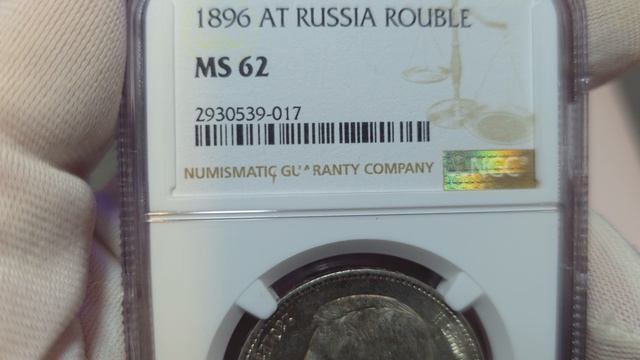 1896 AT RUSSIA ROUBLE
MS 62
2930539-017
NUMISMATIC GUARANTY COMPANY
NGC